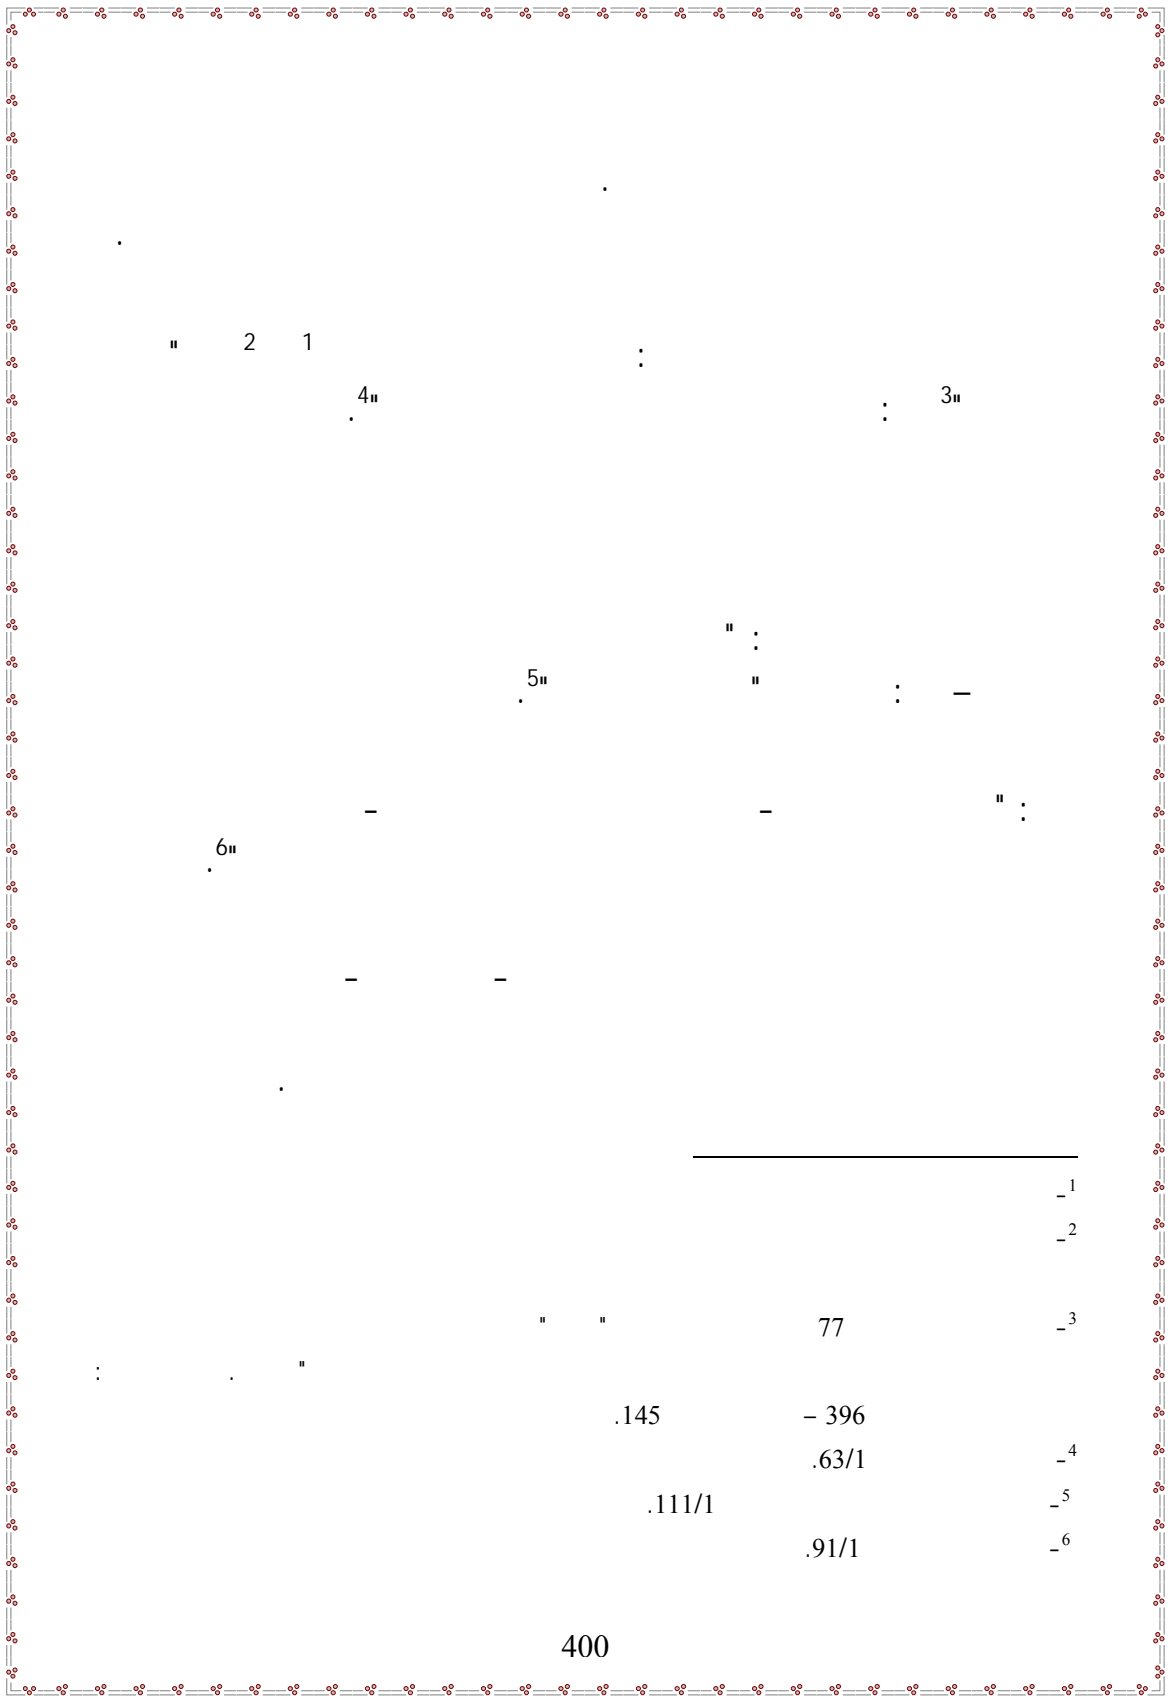 .
.
: 1 2 "
"3 : "4 .
: "
– : " "5 .
: " – –
"6 .
– –
.
1–
2–
3– 77 " "
" . :
396 – 145.
4– 63/1.
5– 111/1.
6– 91/1.
400